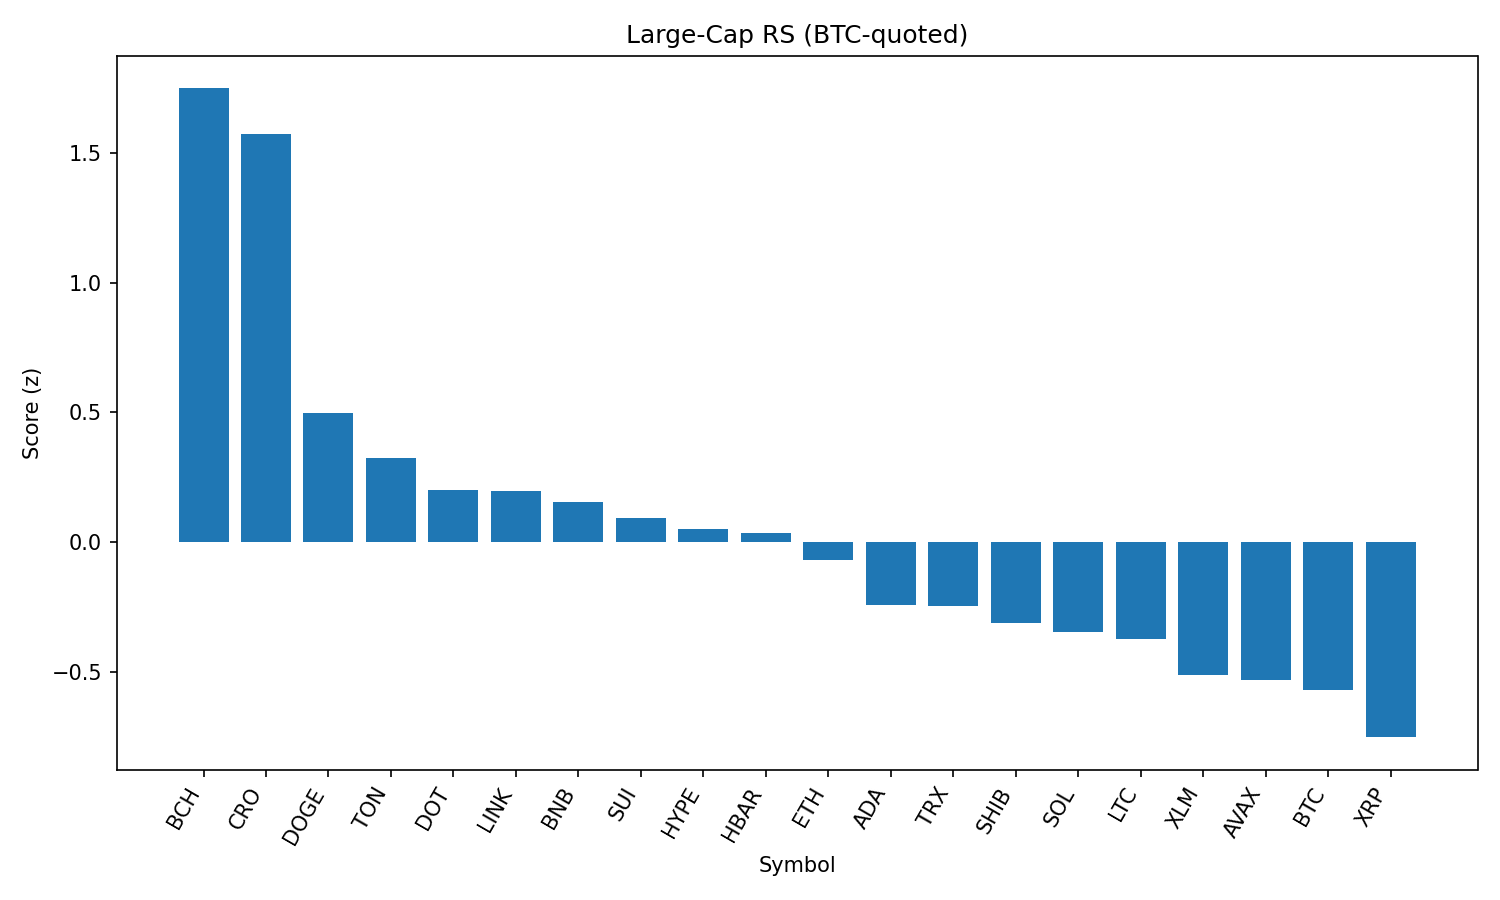 Large-Cap RS (BTC-quoted)
Score (z)
1.5
1.0
0.5
0.0
−0.5
BCH
CRO
DOGE
TON
DOT
LINK
BNB
SUI
HYPE
HBAR
ETH
ADA
TRX
SHIB
SOL
LTC
XLM
AVAX
BTC
XRP
Symbol